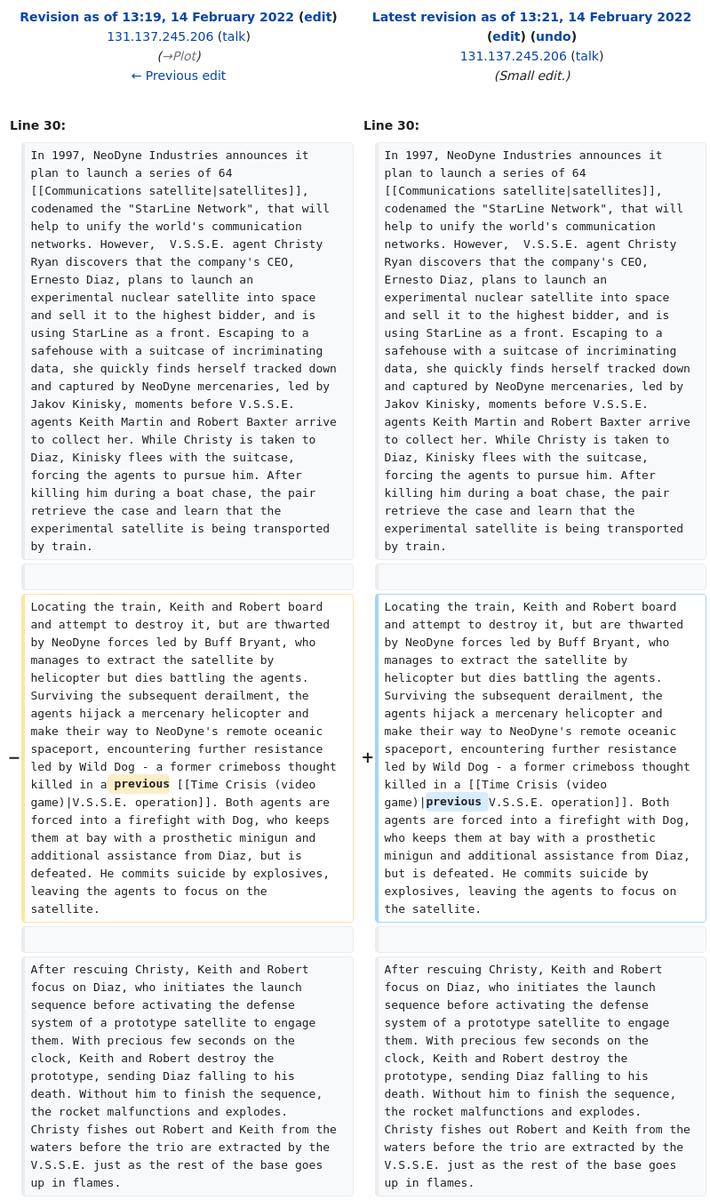 Revision as of 13:19, 14 February 2022 (edit)
131.137.245.206 (talk)
(→Plot)
← Previous edit
Latest revision as of 13:21, 14 February 2022
(edit) (undo)
131.137.245.206 (talk)
(Small edit.)
Line 30:
In 1997, NeoDyne Industries announces it
plan to launch a series of 64
[[Communications satellite|satellites]],
codenamed the "StarLine Network", that will
help to unify the world's communication
networks. However,  V.S.S.E. agent Christy
Ryan discovers that the company's CEO,
Ernesto Diaz, plans to launch an
experimental nuclear satellite into space
and sell it to the highest bidder, and is
using StarLine as a front. Escaping to a
safehouse with a suitcase of incriminating
data, she quickly finds herself tracked down
and captured by NeoDyne mercenaries, led by
Jakov Kinisky, moments before V.S.S.E.
agents Keith Martin and Robert Baxter arrive
to collect her. While Christy is taken to
Diaz, Kinisky flees with the suitcase,
forcing the agents to pursue him. After
killing him during a boat chase, the pair
retrieve the case and learn that the
experimental satellite is being transported
by train.
Line 30:
In 1997, NeoDyne Industries announces it
plan to launch a series of 64
[[Communications satellite|satellites]],
codenamed the "StarLine Network", that will
help to unify the world's communication
networks. However,  V.S.S.E. agent Christy
Ryan discovers that the company's CEO,
Ernesto Diaz, plans to launch an
experimental nuclear satellite into space
and sell it to the highest bidder, and is
using StarLine as a front. Escaping to a
safehouse with a suitcase of incriminating
data, she quickly finds herself tracked down
and captured by NeoDyne mercenaries, led by
Jakov Kinisky, moments before V.S.S.E.
agents Keith Martin and Robert Baxter arrive
to collect her. While Christy is taken to
Diaz, Kinisky flees with the suitcase,
forcing the agents to pursue him. After
killing him during a boat chase, the pair
retrieve the case and learn that the
experimental satellite is being transported
by train.
−
Locating the train, Keith and Robert board
and attempt to destroy it, but are thwarted
by NeoDyne forces led by Buff Bryant, who
manages to extract the satellite by
helicopter but dies battling the agents.
Surviving the subsequent derailment, the
agents hijack a mercenary helicopter and
make their way to NeoDyne's remote oceanic
spaceport, encountering further resistance
led by Wild Dog - a former crimeboss thought
killed in a previous [[Time Crisis (video
game)|V.S.S.E. operation]]. Both agents are
forced into a firefight with Dog, who keeps
them at bay with a prosthetic minigun and
additional assistance from Diaz, but is
defeated. He commits suicide by explosives,
leaving the agents to focus on the
satellite.
+
Locating the train, Keith and Robert board
and attempt to destroy it, but are thwarted
by NeoDyne forces led by Buff Bryant, who
manages to extract the satellite by
helicopter but dies battling the agents.
Surviving the subsequent derailment, the
agents hijack a mercenary helicopter and
make their way to NeoDyne's remote oceanic
spaceport, encountering further resistance
led by Wild Dog - a former crimeboss thought
killed in a [[Time Crisis (video
game)|previous V.S.S.E. operation]]. Both
agents are forced into a firefight with Dog,
who keeps them at bay with a prosthetic
minigun and additional assistance from Diaz,
but is defeated. He commits suicide by
explosives, leaving the agents to focus on
the satellite.
After rescuing Christy, Keith and Robert
focus on Diaz, who initiates the launch
sequence before activating the defense
system of a prototype satellite to engage
them. With precious few seconds on the
clock, Keith and Robert destroy the
prototype, sending Diaz falling to his
death. Without him to finish the sequence,
the rocket malfunctions and explodes.
Christy fishes out Robert and Keith from the
waters before the trio are extracted by the
V.S.S.E. just as the rest of the base goes
up in flames.
After rescuing Christy, Keith and Robert
focus on Diaz, who initiates the launch
sequence before activating the defense
system of a prototype satellite to engage
them. With precious few seconds on the
clock, Keith and Robert destroy the
prototype, sending Diaz falling to his
death. Without him to finish the sequence,
the rocket malfunctions and explodes.
Christy fishes out Robert and Keith from the
waters before the trio are extracted by the
V.S.S.E. just as the rest of the base goes
up in flames.